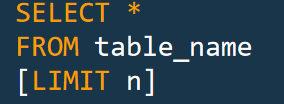 SELECT *
FROM table_name
[LIMIT n]